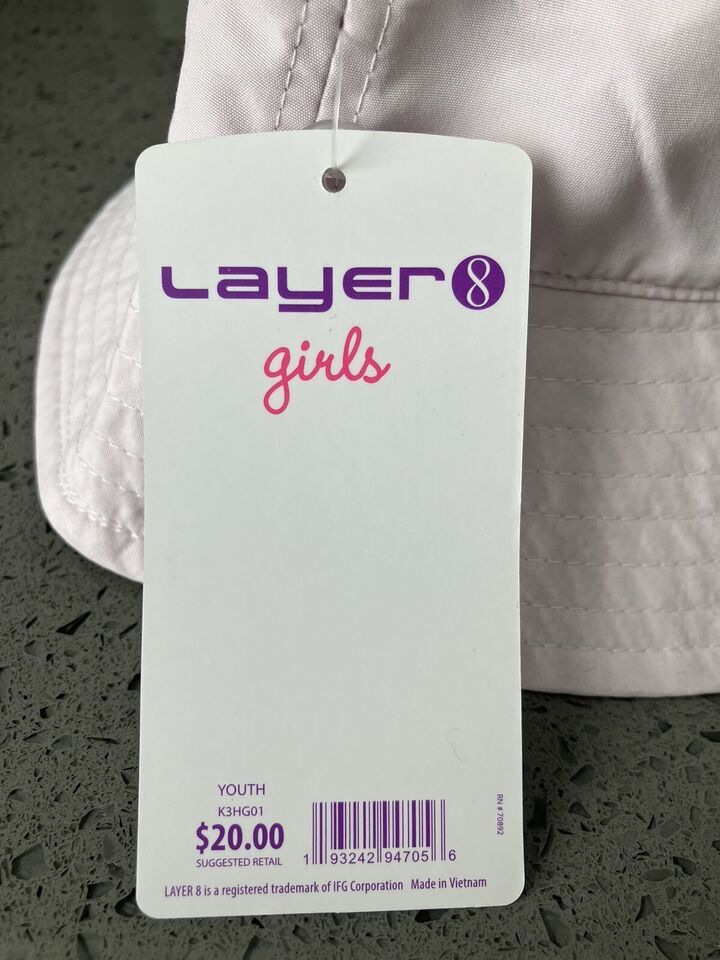 Layer 8
girls
YOUTH
K3HG01
$20.00
SUGGESTED RETAIL
1 93242 94705 6
RN # 70892
LAYER 8 is a registered trademark of IFG Corporation Made in Vietnam